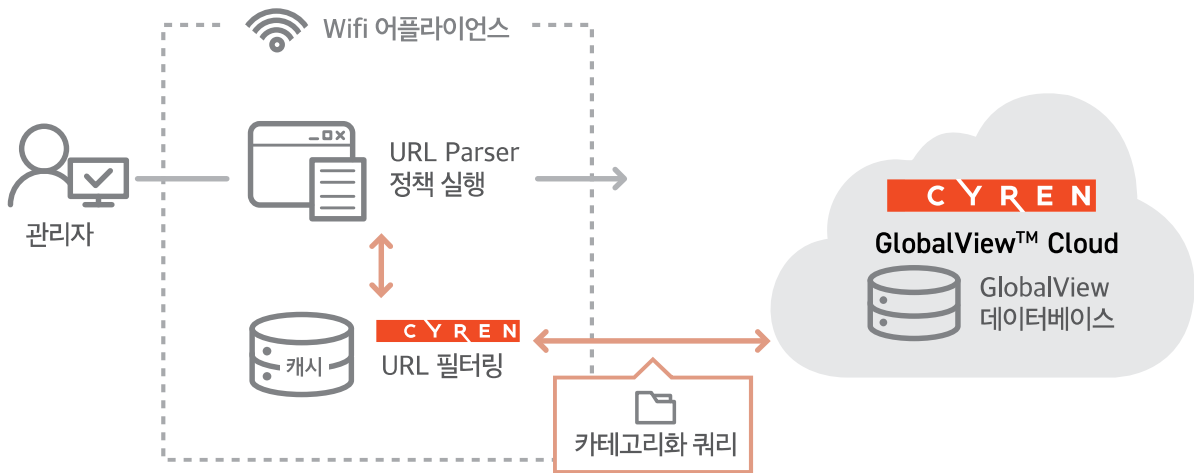 Wifi 어플라이언스
URL Parser
정책 실행
관리자
캐시
CYREN
URL 필터링
카테고리화 쿼리
CYREN
GlobalView™ Cloud
GlobalView
데이터베이스